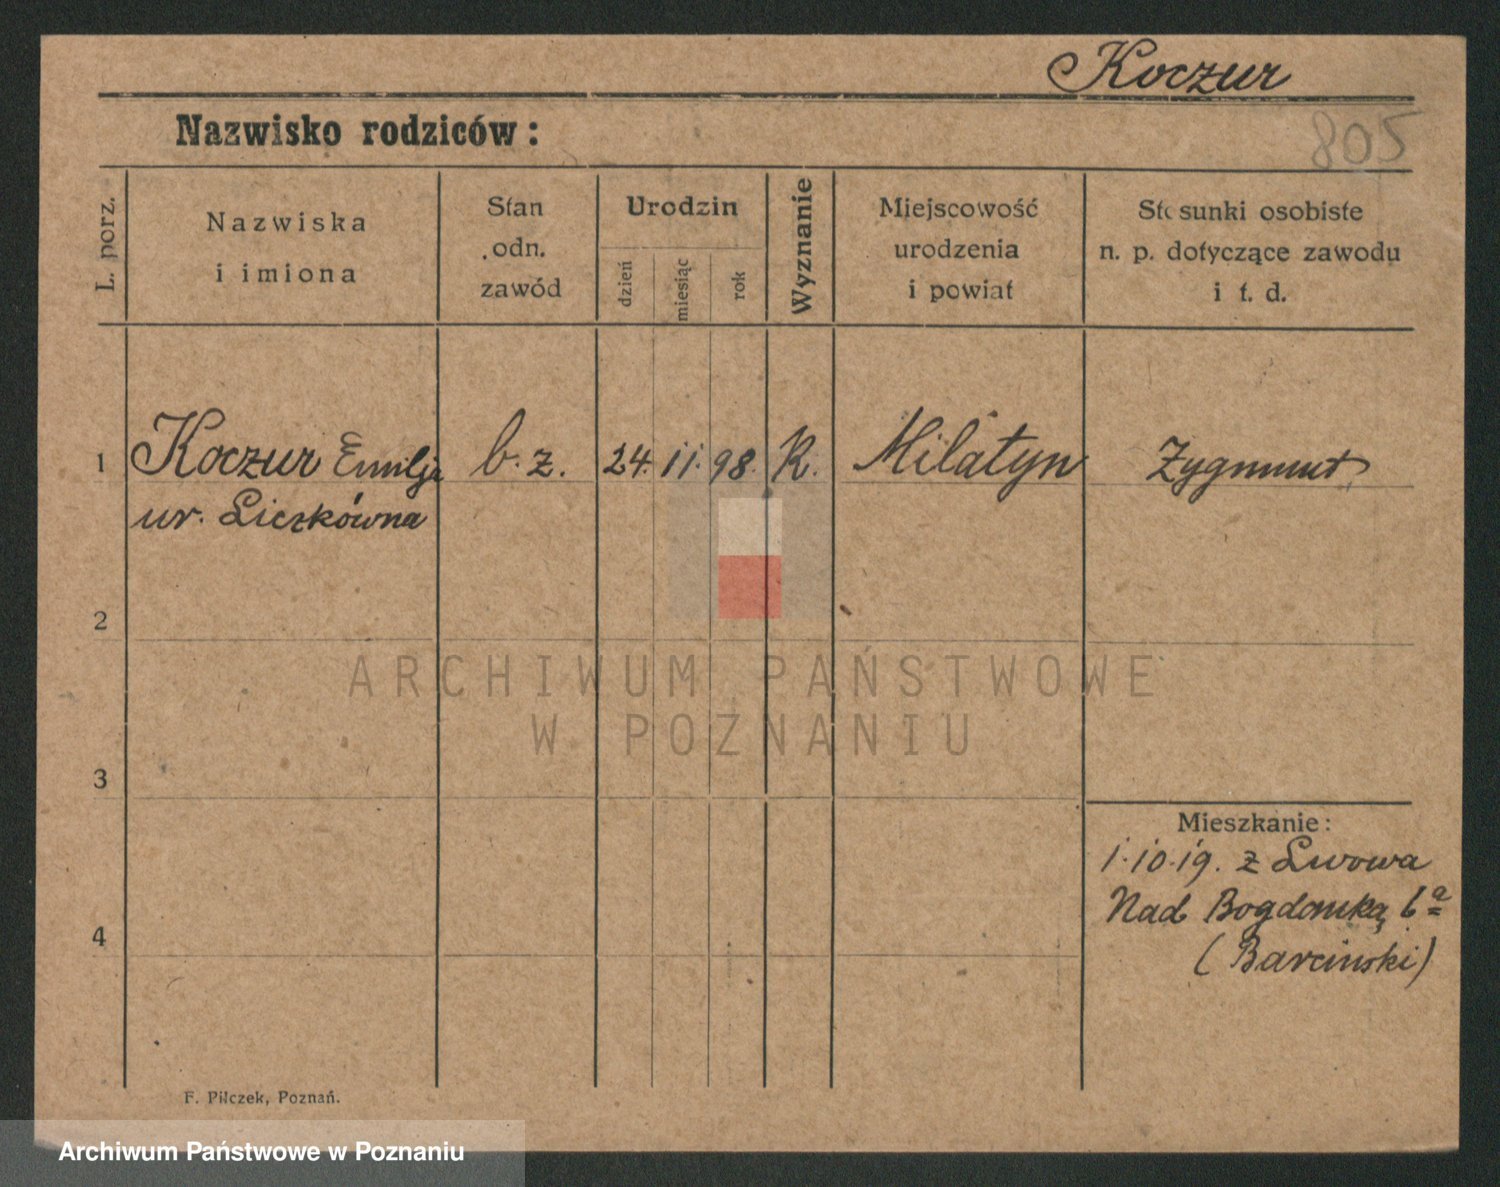 Koczur
Nazwisko rodziców:
805
L. porz.
Nazwiska
i imiona
Stan
odn.
zawód
Urodzin
dzień
miesiąc
rok
Wyznanie
Miejscowość
urodzenia
i powiat
Stosunki osobiste
n. p. dotyczące zawodu
i t. d.
1 Koczur Emilja b. z. 24. 11. 98. K. Milatyn Zygmunt
ur. Liczkówna
2
ARCHIWUM PAŃSTWOWE
W POZNANIU
3
Mieszkanie:
1.10.19. z Lwowa
Nad Bogdanką 6a
4
(Barciński)
F. Pilczek, Poznań.
Archiwum Państwowe w Poznaniu